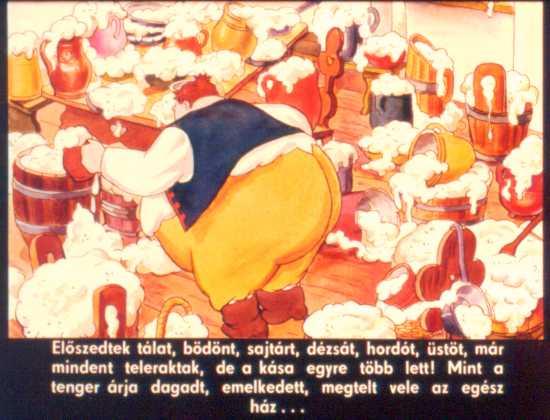 Előszedtek tálat, bödönt, sajtárt, dézsát, hordót, üstöt, már
mindent teleraktak, de a kása egyre több lett! Mint a
tenger árja dagadt, emelkedett, megtelt vele az egész
ház...